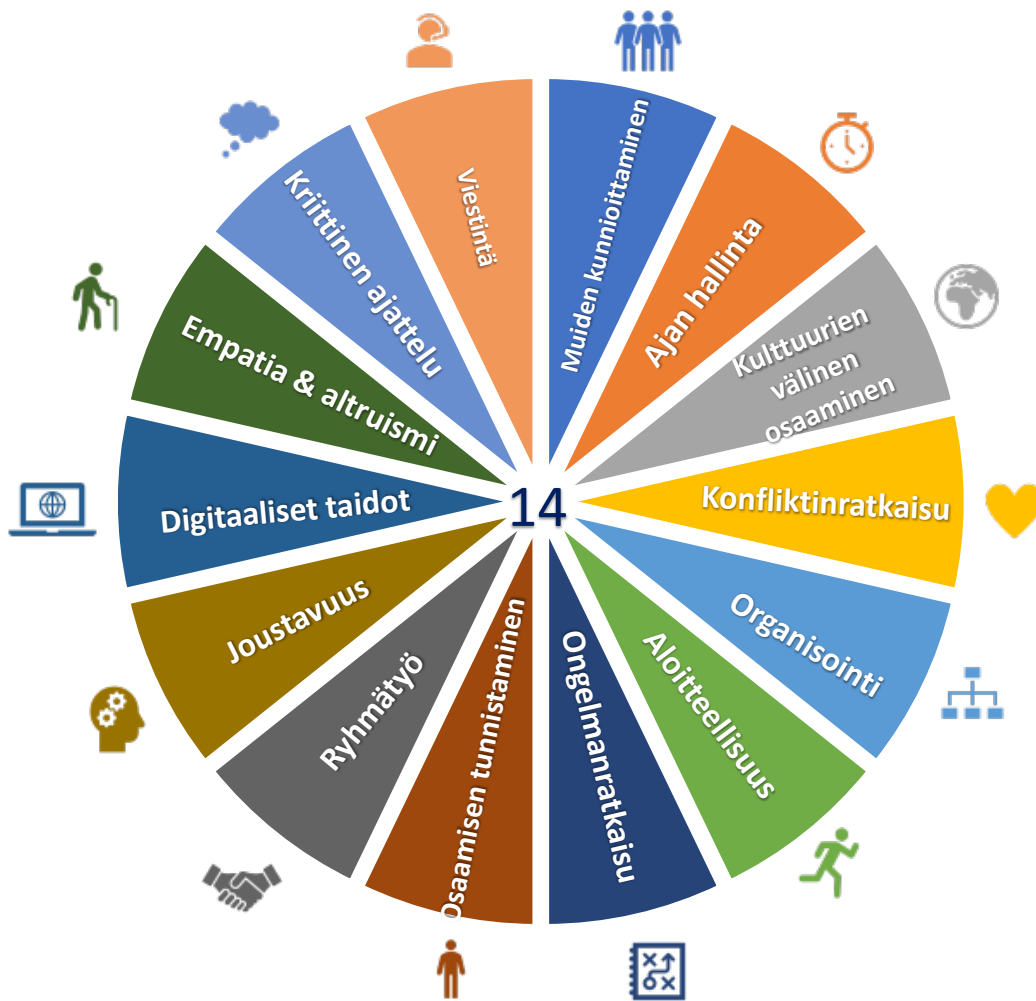 Muiden kunnioittaminen
Ajan hallinta
Kulttuurien
välinen
osaaminen
Konfliktinratkaisu
Organisointi
Aloitteellisuus
Ongelmanratkaisu
Osaamisen tunnistaminen
Ryhmätyö
Joustavuus
Digitaaliset taidot
Empatia & altruismi
Kriittinen ajattelu
Viestintä
14